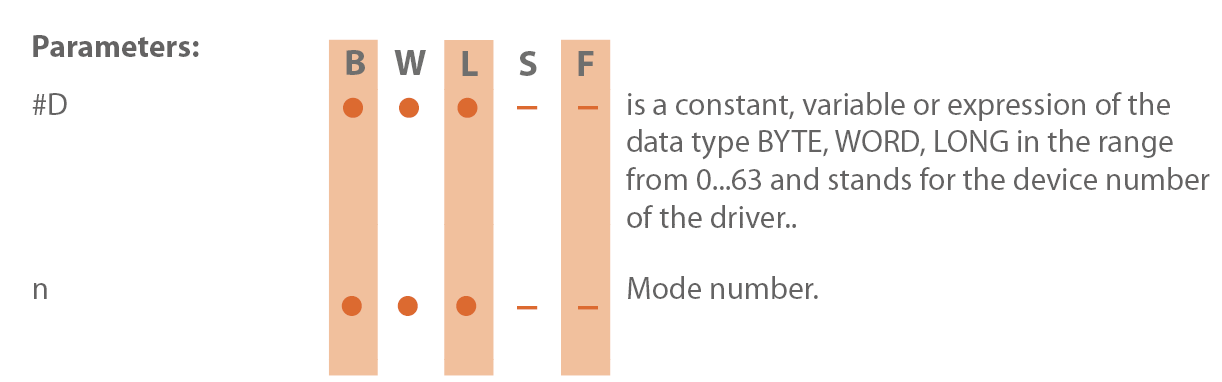 Parameters:
B W L S F
#D ● ● ● – – is a constant, variable or expression of the
data type BYTE, WORD, LONG in the range
from 0...63 and stands for the device number
of the driver..
n ● ● ● – – Mode number.